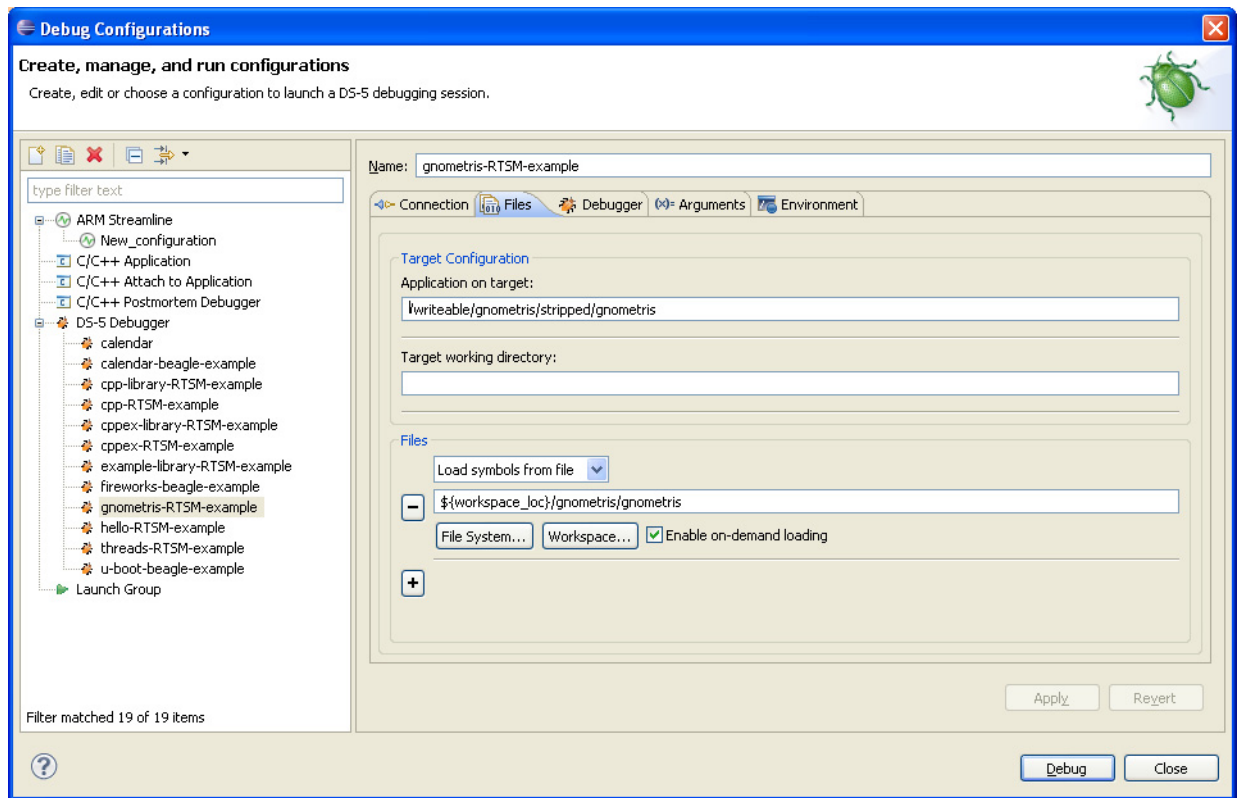 Debug Configurations
Create, manage, and run configurations
Create, edit or choose a configuration to launch a DS-5 debugging session.
type filter text
ARM Streamline
New_configuration
C/C++ Application
C/C++ Attach to Application
C/C++ Postmortem Debugger
DS-5 Debugger
calendar
calendar-beagle-example
cpp-library-RTSM-example
cpp-RTSM-example
cppex-library-RTSM-example
cppex-RTSM-example
example-library-RTSM-example
fireworks-beagle-example
gnometris-RTSM-example
hello-RTSM-example
threads-RTSM-example
u-boot-beagle-example
Launch Group
Filter matched 19 of 19 items
Name: gnometris-RTSM-example
Connection Files Debugger (x)= Arguments Environment
Target Configuration
Application on target:
/writeable/gnometris/stripped/gnometris
Target working directory:
Files
Load symbols from file
${workspace_loc}/gnometris/gnometris
File System... Workspace... Enable on-demand loading
Apply Revert
Debug Close